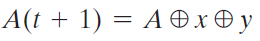 A(t + 1) = A ⊕ x ⊕ y